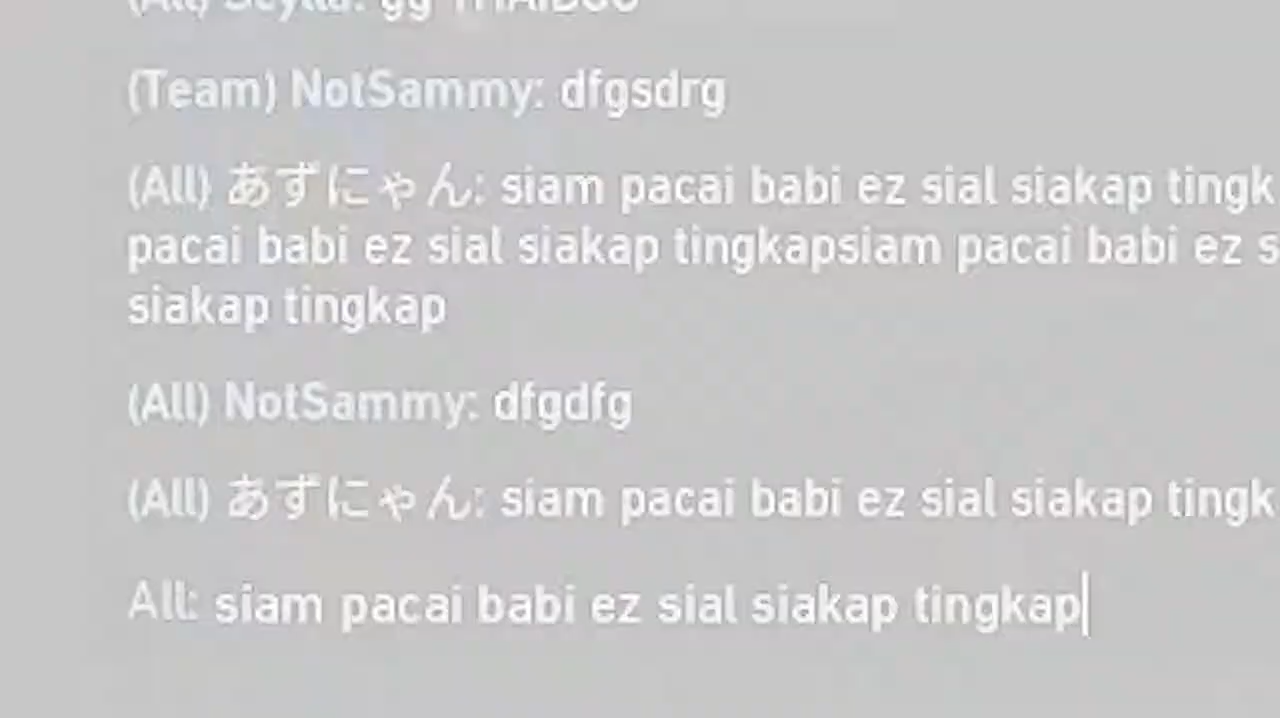 (Team) NotSammy: dfgsdrg
(All) あずにゃん: siam pacai babi ez sial siakap tingk
pacai babi ez sial siakap tingkapsiam pacai babi ez s
siakap tingkap
(All) NotSammy: dfgdfg
(All) あずにゃん: siam pacai babi ez sial siakap tingk
All: siam pacai babi ez sial siakap tingkap